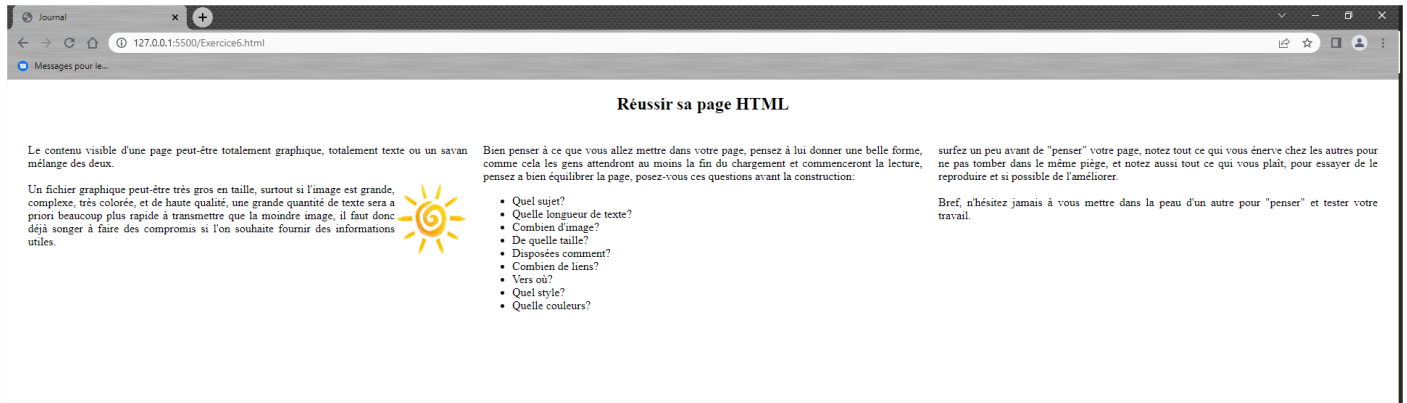 Journal
127.0.0.1:5500/Exercice6.html
Messages pour le...
Réussir sa page HTML
Le contenu visible d'une page peut-être totalement graphique, totalement texte ou un savan
mélange des deux.
Un fichier graphique peut-être très gros en taille, surtout si l'image est grande,
complexe, très colorée, et de haute qualité, une grande quantité de texte sera a
priori beaucoup plus rapide à transmettre que la moindre image, il faut donc
déjà songer à faire des compromis si l'on souhaite fournir des informations
utiles.
Bien penser à ce que vous allez mettre dans votre page, pensez à lui donner une belle forme,
comme cela les gens attendront au moins la fin du chargement et commenceront la lecture,
pensez a bien équilibrer la page, posez-vous ces questions avant la construction:
Quel sujet?
Quelle longueur de texte?
Combien d'image?
De quelle taille?
Disposées comment?
Combien de liens?
Vers où?
Quel style?
Quelle couleurs?
surfez un peu avant de "penser" votre page, notez tout ce qui vous énerve chez les autres pour
ne pas tomber dans le même piège, et notez aussi tout ce qui vous plaît, pour essayer de le
reproduire et si possible de l'améliorer.
Bref, n'hésitez jamais à vous mettre dans la peau d'un autre pour "penser" et tester votre
travail.